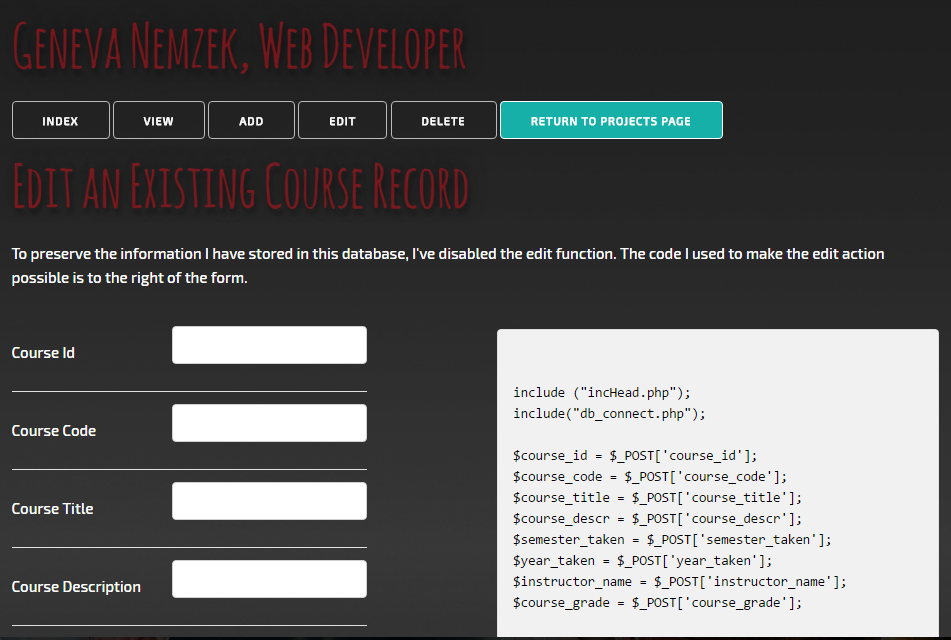 Geneva Nemzek, Web Developer
INDEX VIEW ADD EDIT DELETE RETURN TO PROJECTS PAGE
Edit an Existing Course Record
To preserve the information I have stored in this database, I've disabled the edit function. The code I used to make the edit action
possible is to the right of the form.
Course Id
Course Code
Course Title
Course Description
include ("incHead.php");
include("db_connect.php");
$course_id = $_POST['course_id'];
$course_code = $_POST['course_code'];
$course_title = $_POST['course_title'];
$course_descr = $_POST['course_descr'];
$semester_taken = $_POST['semester_taken'];
$year_taken = $_POST['year_taken'];
$instructor_name = $_POST['instructor_name'];
$course_grade = $_POST['course_grade'];